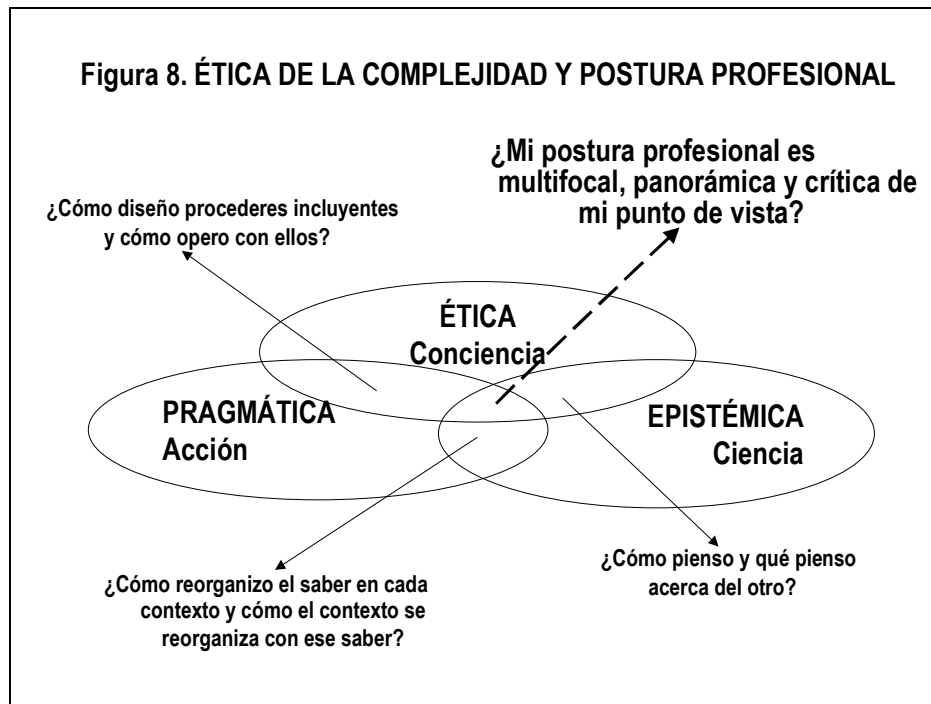 Figura 8. ÉTICA DE LA COMPLEJIDAD Y POSTURA PROFESIONAL
¿Mi postura profesional es
multifocal, panorámica y crítica de
mi punto de vista?
¿Cómo diseño procederes incluyentes
y cómo opero con ellos?
ÉTICA
Conciencia
PRAGMÁTICA
Acción
EPISTÉMICA
Ciencia
¿Cómo reorganizo el saber en cada
contexto y cómo el contexto se
reorganiza con ese saber?
¿Cómo pienso y qué pienso
acerca del otro?